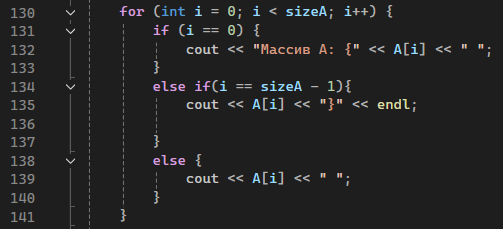 130 for (int i = 0; i < sizeA; i++) {
131 if (i == 0) {
132 cout << "Массив A: {" << A[i] << " ";
133 }
134 else if(i == sizeA - 1){
135 cout << A[i] << "}" << endl;
136
137 }
138 else {
139 cout << A[i] << " ";
140 }
141 }